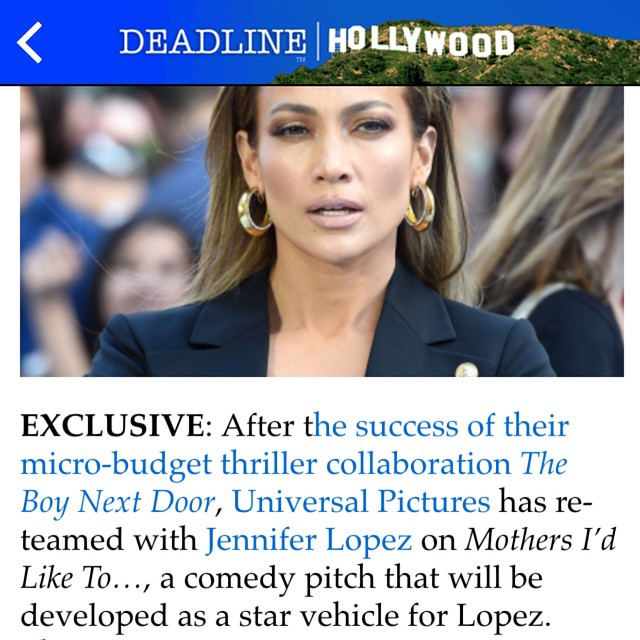 DEADLINE | HOLLYWOOD
TM
EXCLUSIVE: After the success of their
micro-budget thriller collaboration The
Boy Next Door, Universal Pictures has re-
teamed with Jennifer Lopez on Mothers I’d
Like To…, a comedy pitch that will be
developed as a star vehicle for Lopez.